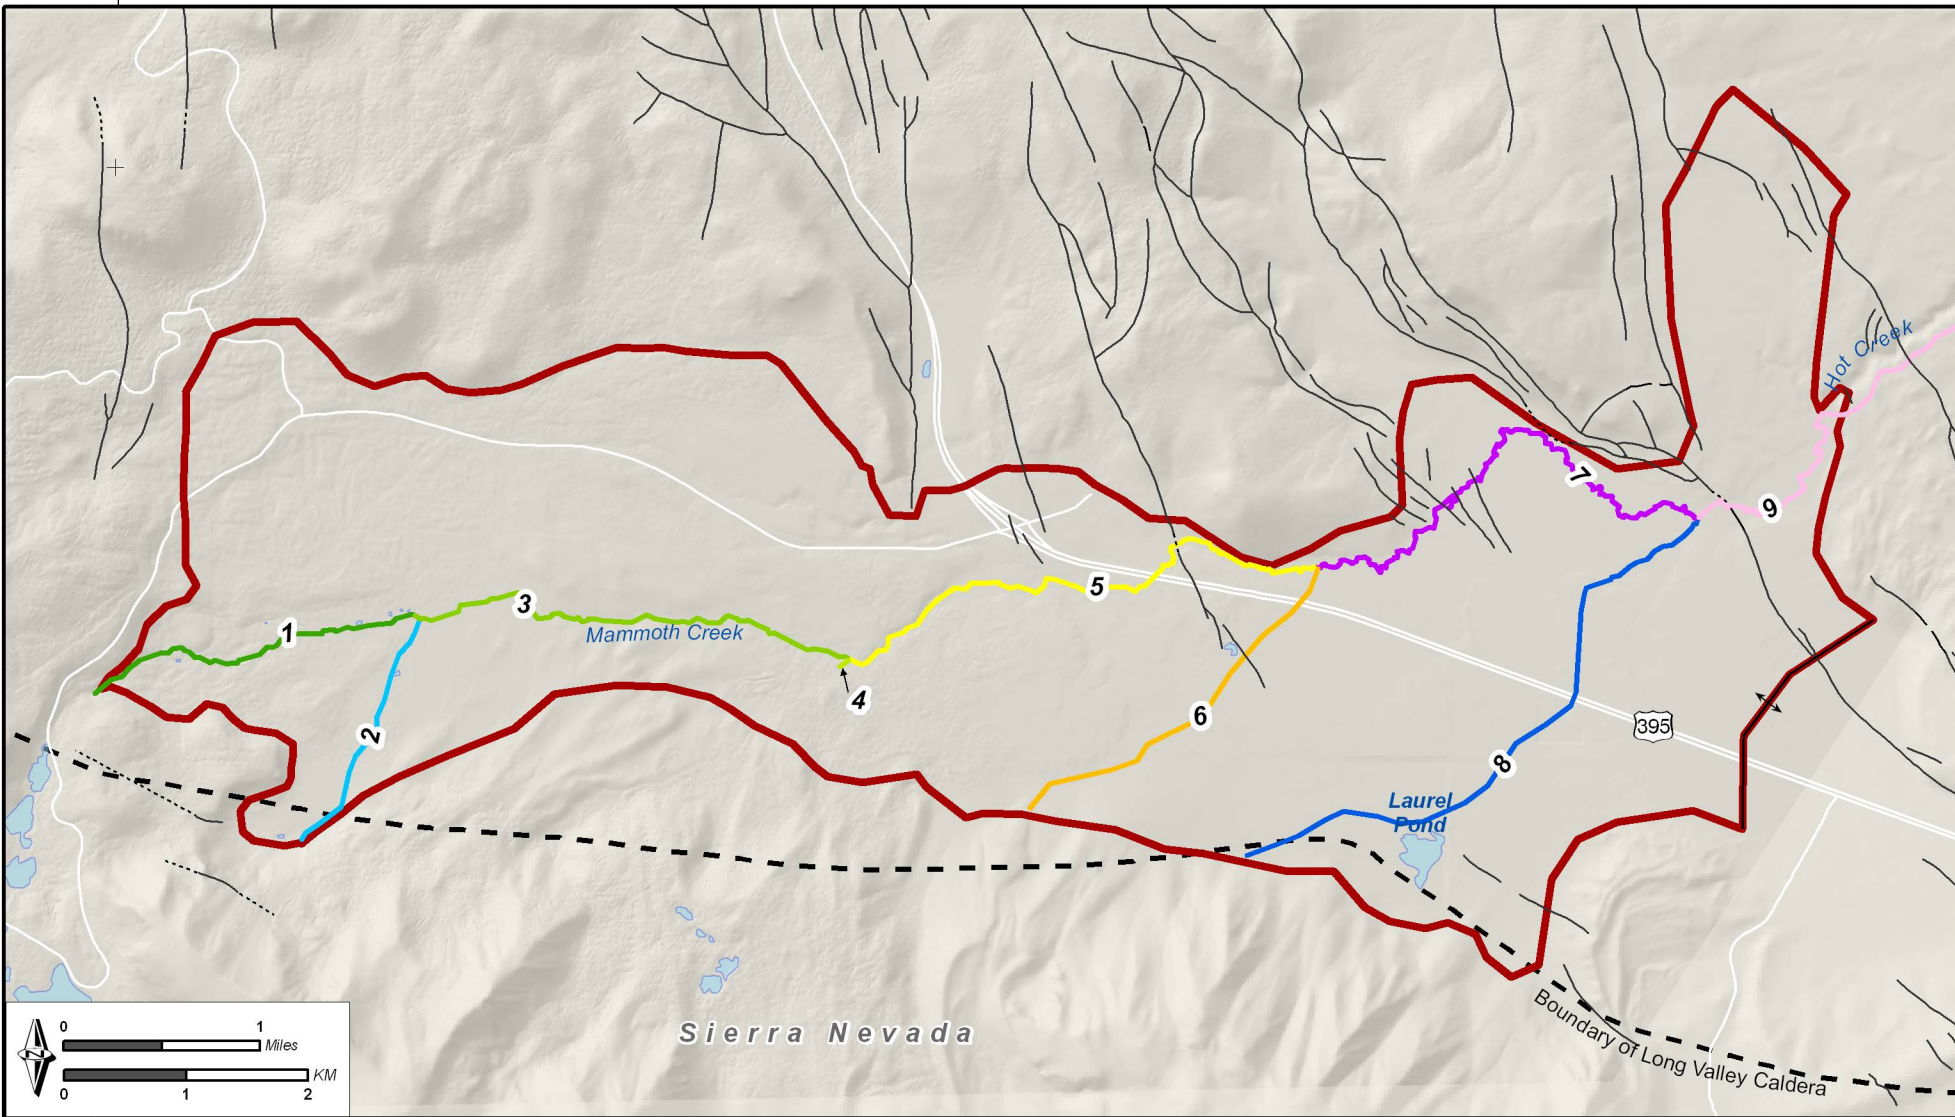 Hot Creek
7
9
5
3
1
Mammoth Creek
4
6
2
395
8
Laurel
Pond
Boundary of Long Valley Caldera
Sierra Nevada
N
0 1
Miles
KM
0 1 2